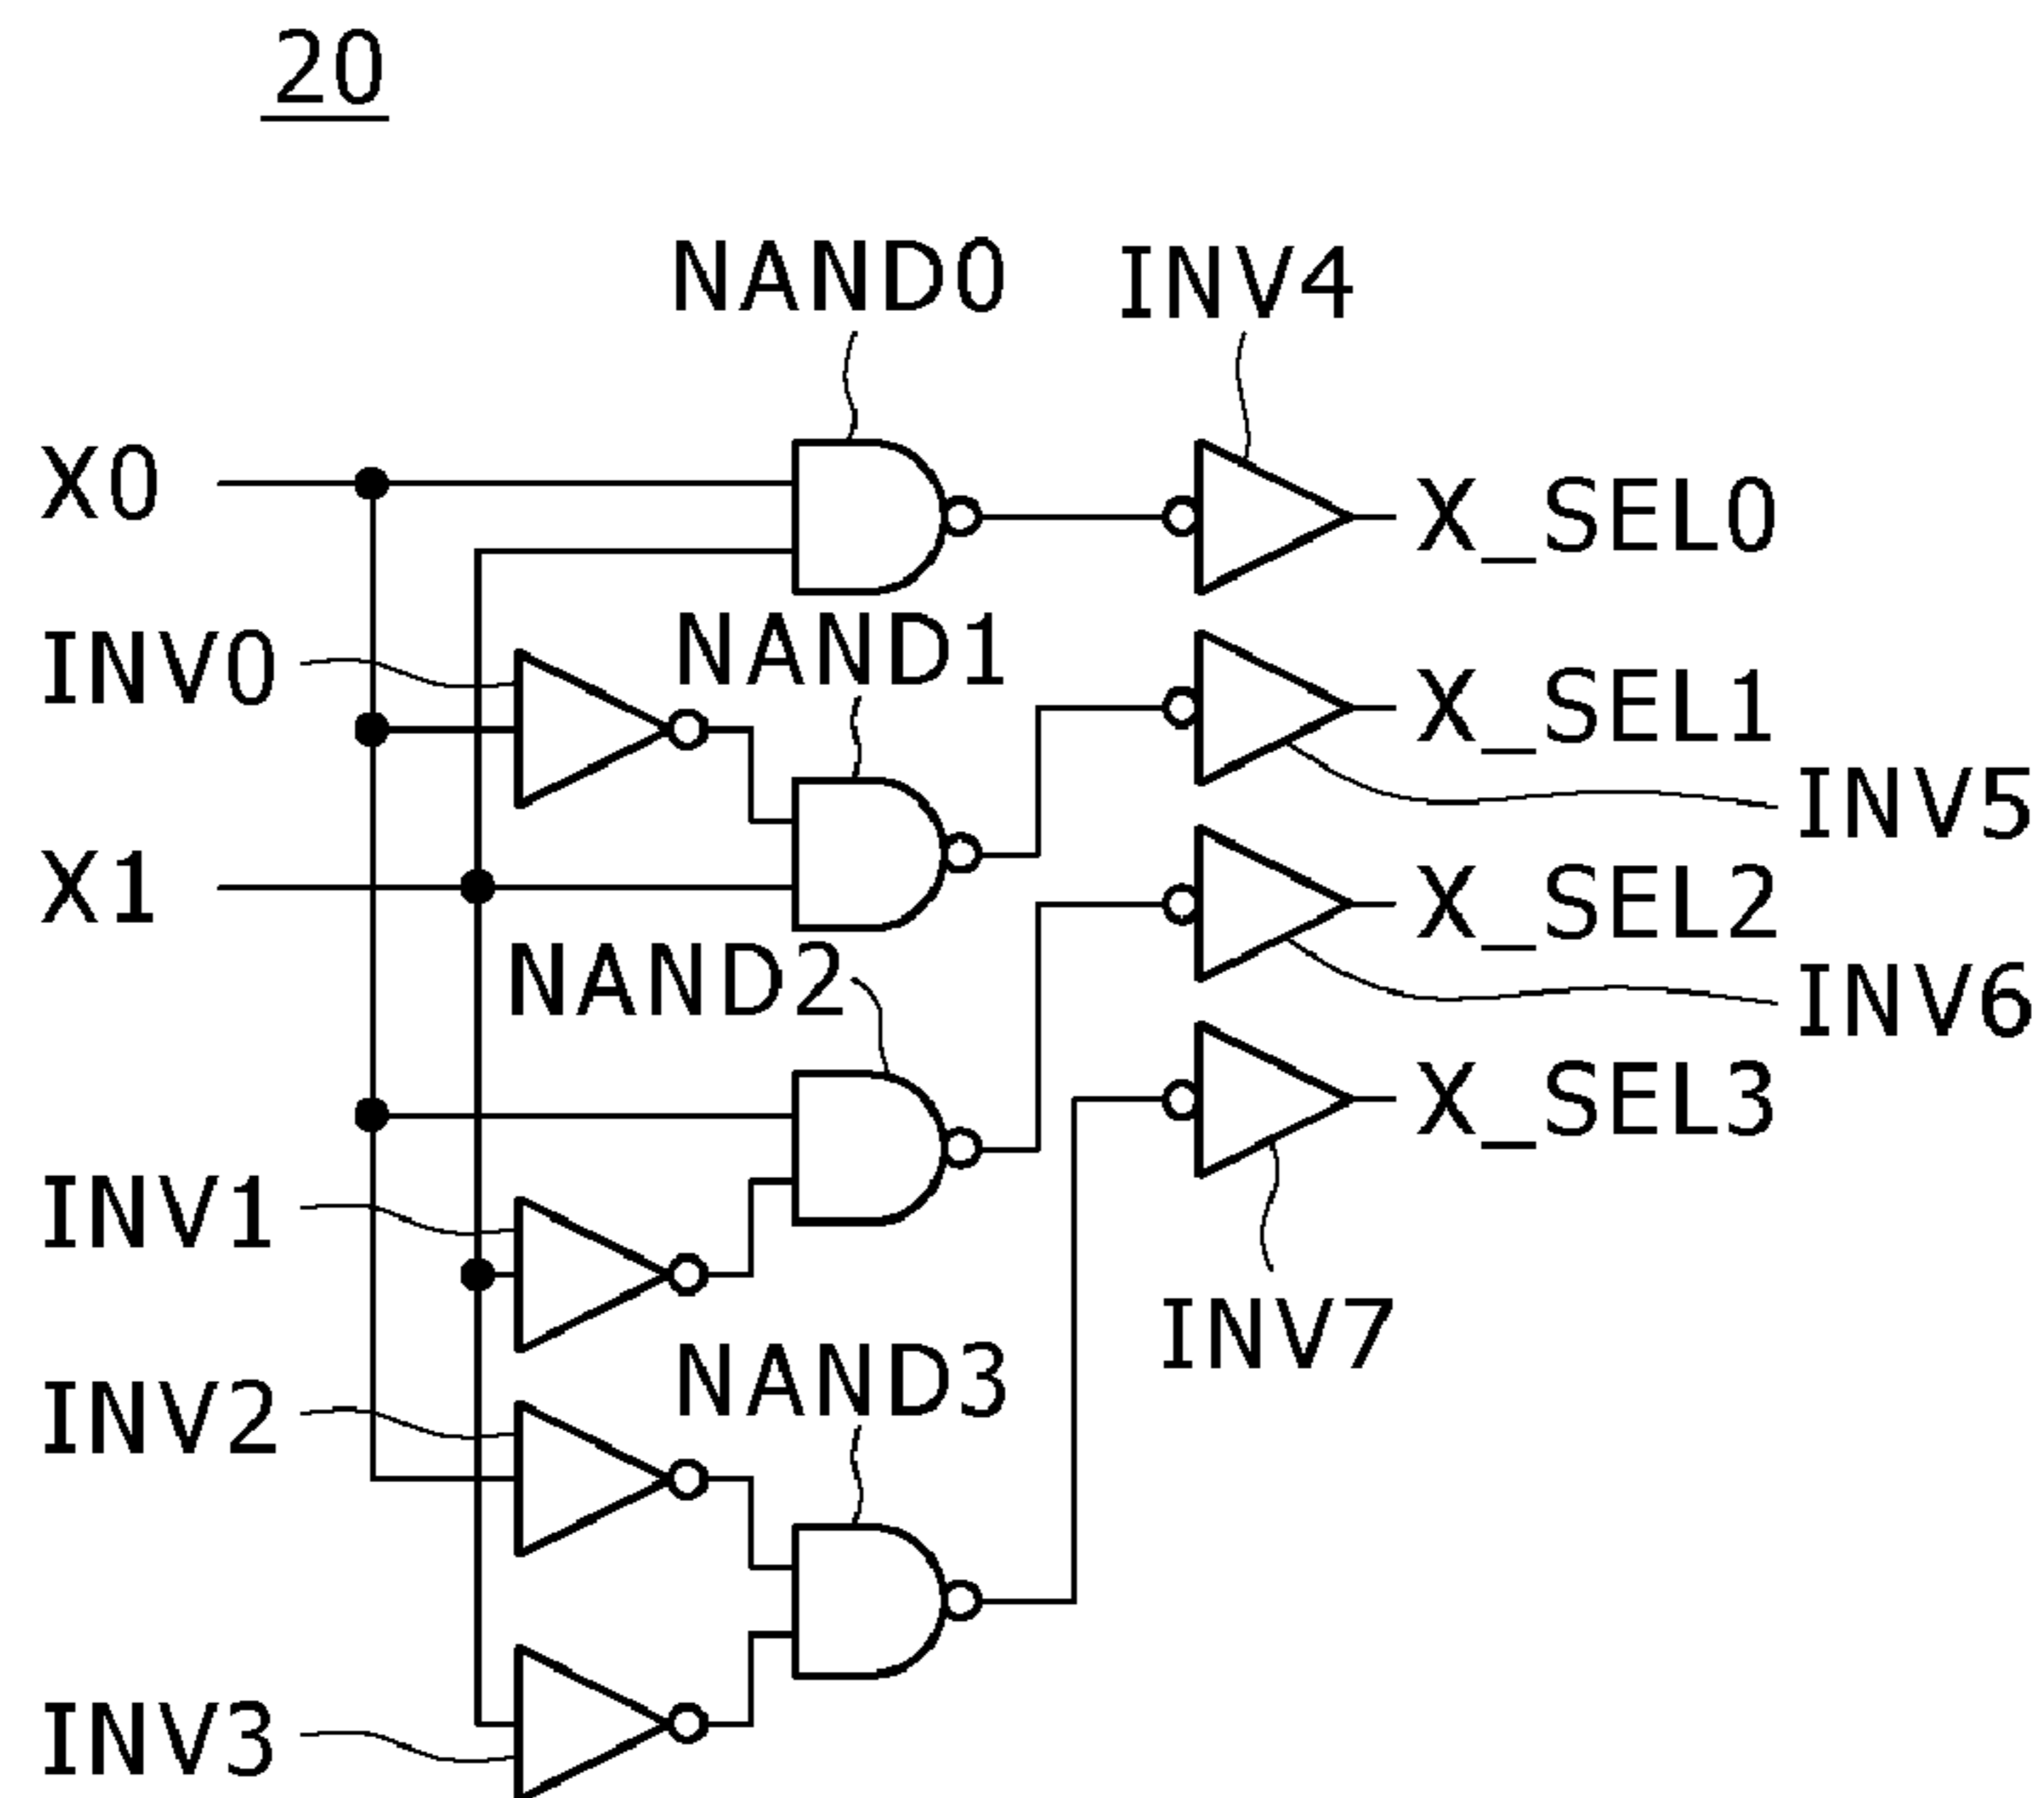 20
NAND0
INV4
X0
X_SEL0
INV0
NAND1
X_SEL1
INV5
X1
X_SEL2
NAND2
INV6
X_SEL3
INV1
INV7
INV2
NAND3
INV3